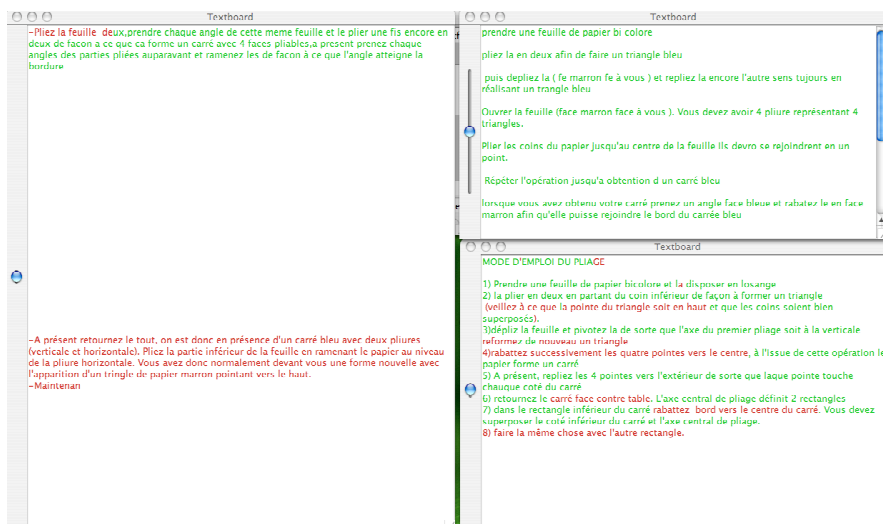 Textboard
-Pliez la feuille deux,prendre chaque angle de cette meme feuille et le plier une fis encore en
deux de facon a ce que ca forme un carré avec 4 faces pliables,a present prenez chaque
angles des parties pliées auparavant et ramenez les de facon à ce que l'angle atteigne la
bordure
-A présent retournez le tout, on est donc en présence d'un carré bleu avec deux pliures
(verticale et horizontale). Pliez la partie inférieur de la feuille en ramenant le papier au niveau
de la pliure horizontale. Vous avez donc normalement devant vous une forme nouvelle avec
l'apparition d'un tringle de papier marron pointant vers le haut.
-Maintenan
Textboard
prendre une feuille de papier bi colore
pliez la en deux afin de faire un triangle bleu
puis depliez la ( fe marron fe à vous ) et repliez la encore l'autre sens tujours en
réalisant un trangle bleu
Ouvrer la feuille (face marron face à vous ). Vous devez avoir 4 pliure représentant 4
triangles.
Plier les coins du papier jusqu'au centre de la feuille Ils devro se rejoindrent en un
point.
Répéter l'opération jusqu'a obtention d un carré bleu
lorsque vous avez obtenu votre carré prenez un angle face bleue et rabatez le en face
marron afin qu'elle puisse rejoindre le bord du carrée bleu
Textboard
MODE D'EMPLOI DU PLIAGE
1) Prendre une feuille de papier bicolore et la disposer en losange
2) la plier en deux en partant du coin inférieur de façon à former un triangle
(veillez à ce que la pointe du triangle soit en haut et que les coins soient bien
superposés).
3)dépliz la feuille et pivotez la de sorte que l'axe du premier pliage soit à la verticale
reformez de nouveau un triangle
4)rabattez successivement les quatre pointes vers le centre, à l'issue de cette opération le
papier forme un carré
5) A présent, repliez les 4 pointes vers l'extérieur de sorte que laque pointe touche
chauque coté du carré
6) retournez le carré face contre table. L'axe central de pliage définit 2 rectangles
7) dans le rectangle inférieur du carré rabattez bord vers le centre du carré. Vous devez
superposer le coté inférieur du carré et l'axe central de pliage.
8) faire la même chose avec l'autre rectangle.